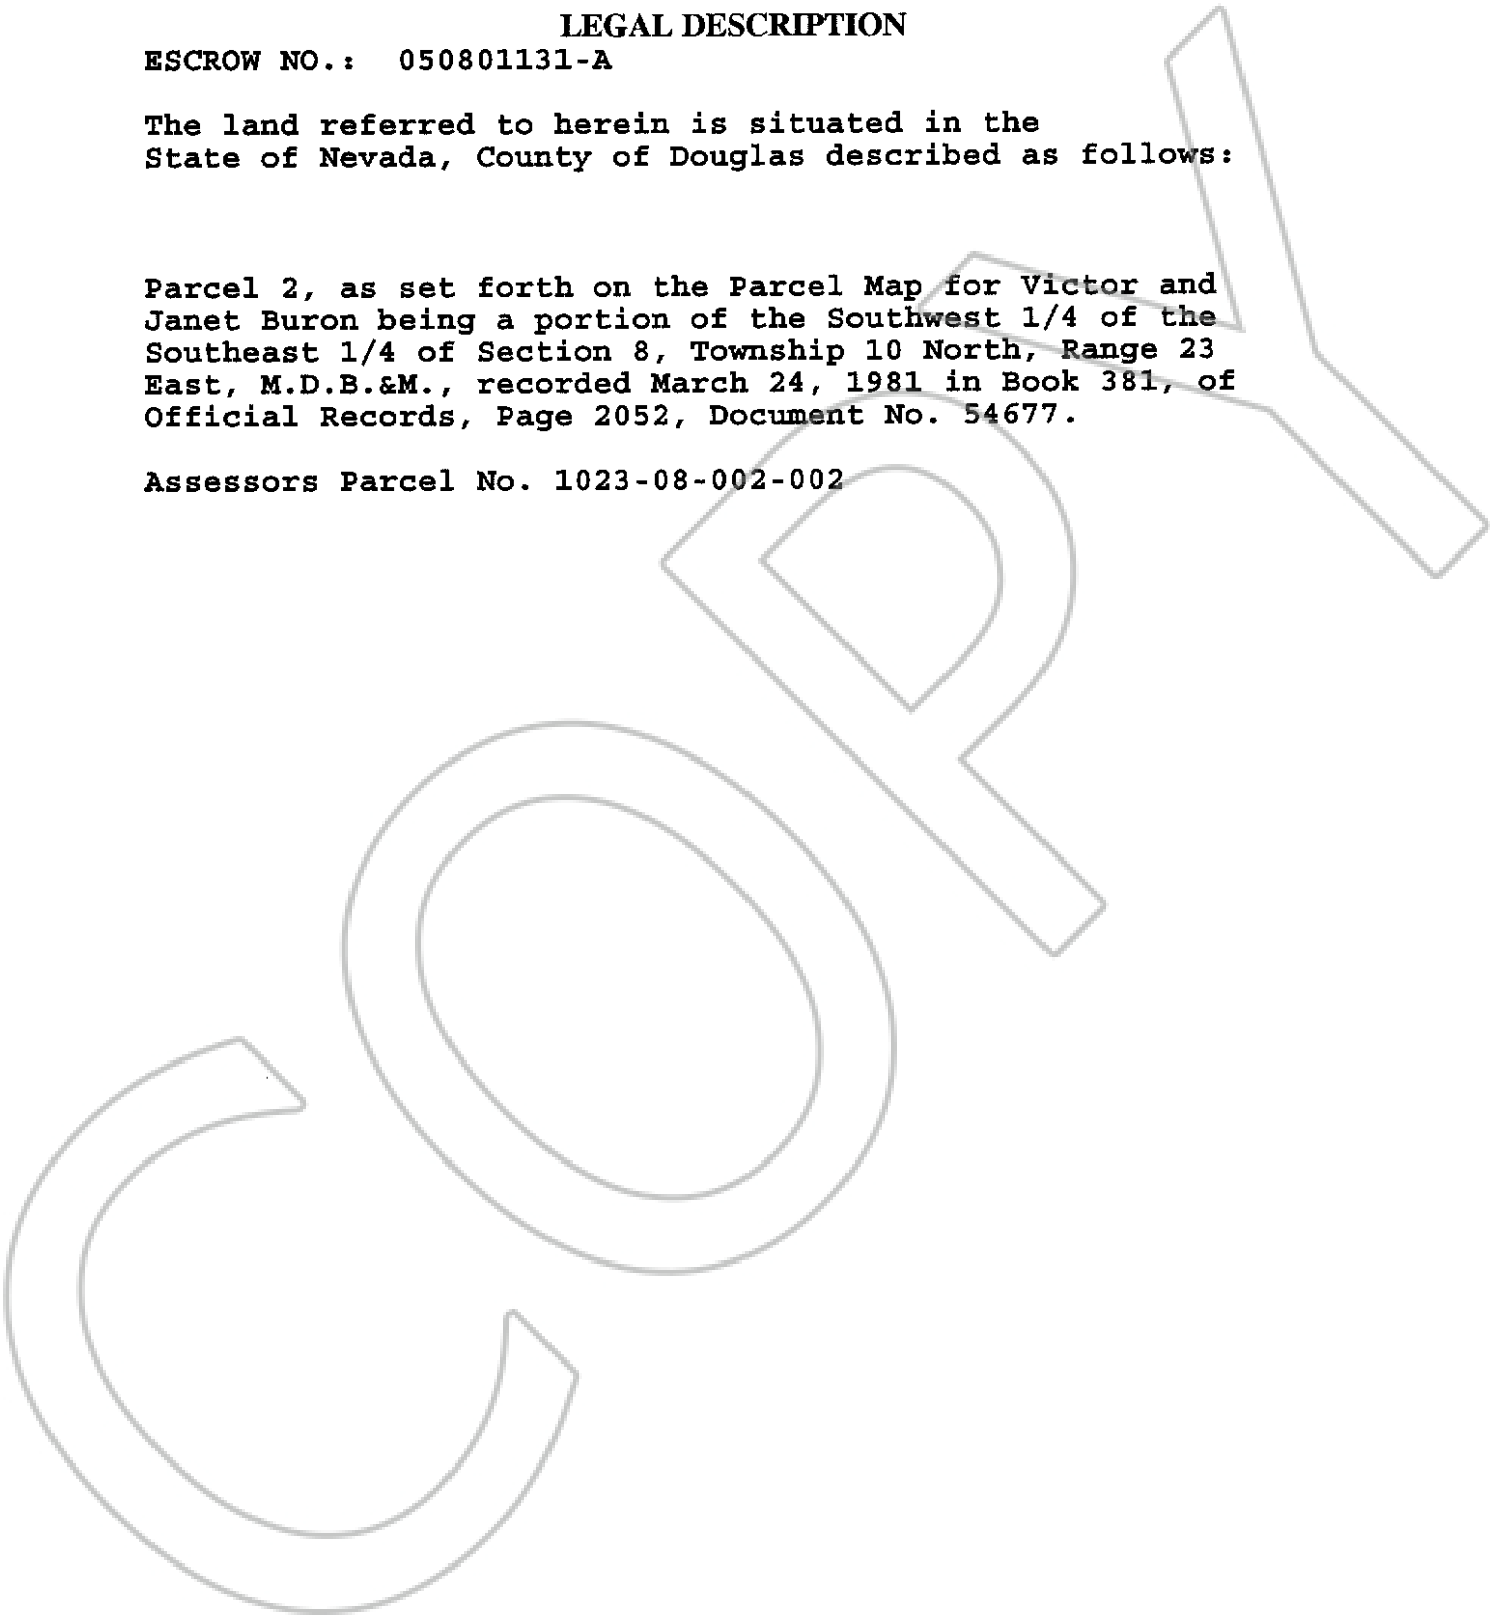 LEGAL DESCRIPTION
ESCROW NO.: 050801131-A
The land referred to herein is situated in the
State of Nevada, County of Douglas described as follows:
Parcel 2, as set forth on the Parcel Map for Victor and
Janet Buron being a portion of the Southwest 1/4 of the
Southeast 1/4 of Section 8, Township 10 North, Range 23
East, M.D.B.&M., recorded March 24, 1981 in Book 381, of
Official Records, Page 2052, Document No. 54677.
Assessors Parcel No. 1023-08-002-002
COPY